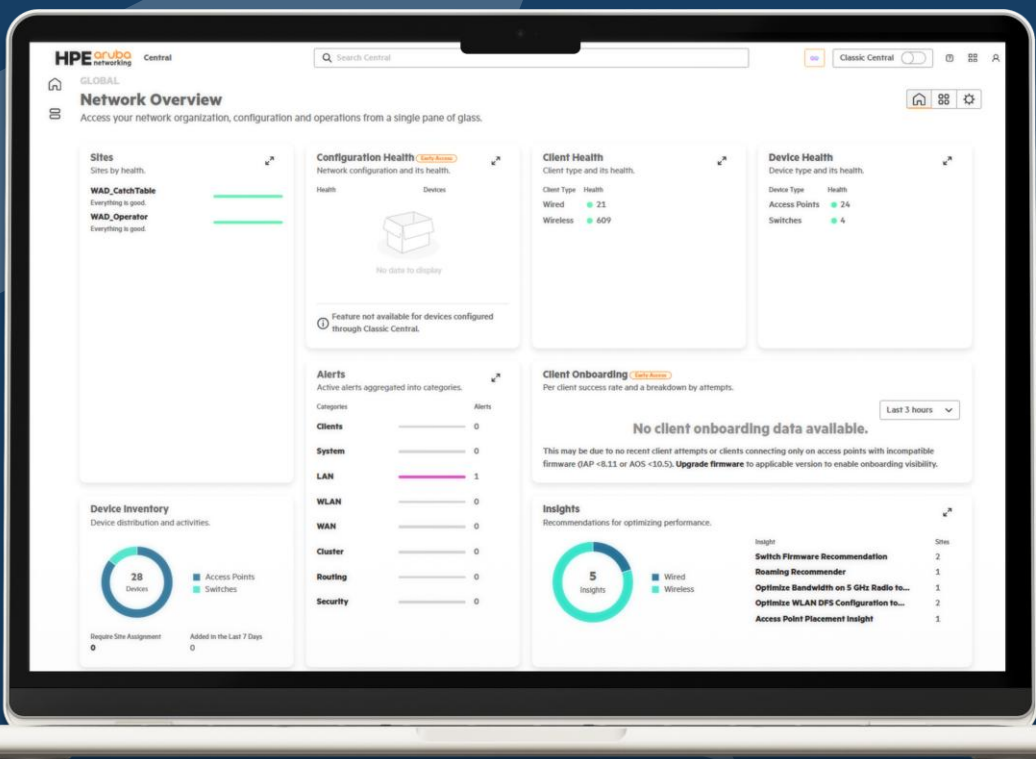 HPE aruba networking Central
Search Central
Classic Central
GLOBAL
Network Overview
Access your network organization, configuration and operations from a single pane of glass.
Sites
Sites by health.
WAD_CatchTable
Everything is good.
WAD_Operator
Everything is good.
Configuration Health Early Access
Network configuration and its health.
Health Devices
No data to display
Feature not available for devices configured
through Classic Central.
Client Health
Client type and its health.
Client Type Health
Wired 21
Wireless 609
Device Health
Device type and its health.
Device Type Health
Access Points 24
Switches 4
Alerts
Active alerts aggregated into categories.
Categories Alerts
Clients 0
System 0
LAN 1
WLAN 0
WAN 0
Cluster 0
Routing 0
Security 0
Client Onboarding Early Access
Per client success rate and a breakdown by attempts.
Last 3 hours
No client onboarding data available.
This may be due to no recent client attempts or clients connecting only on access points with incompatible
firmware (IAP <8.11 or AOS <10.5). Upgrade firmware to applicable version to enable onboarding visibility.
Device Inventory
Device distribution and activities.
28
Devices
Access Points
Switches
Require Site Assignment Added in the Last 7 Days
0 0
Insights
Recommendations for optimizing performance.
5
Insights
Wired
Wireless
Insight Sites
Switch Firmware Recommendation 2
Roaming Recommender 1
Optimize Bandwidth on 5 GHz Radio to... 1
Optimize WLAN DFS Configuration to... 2
Access Point Placement Insight 1